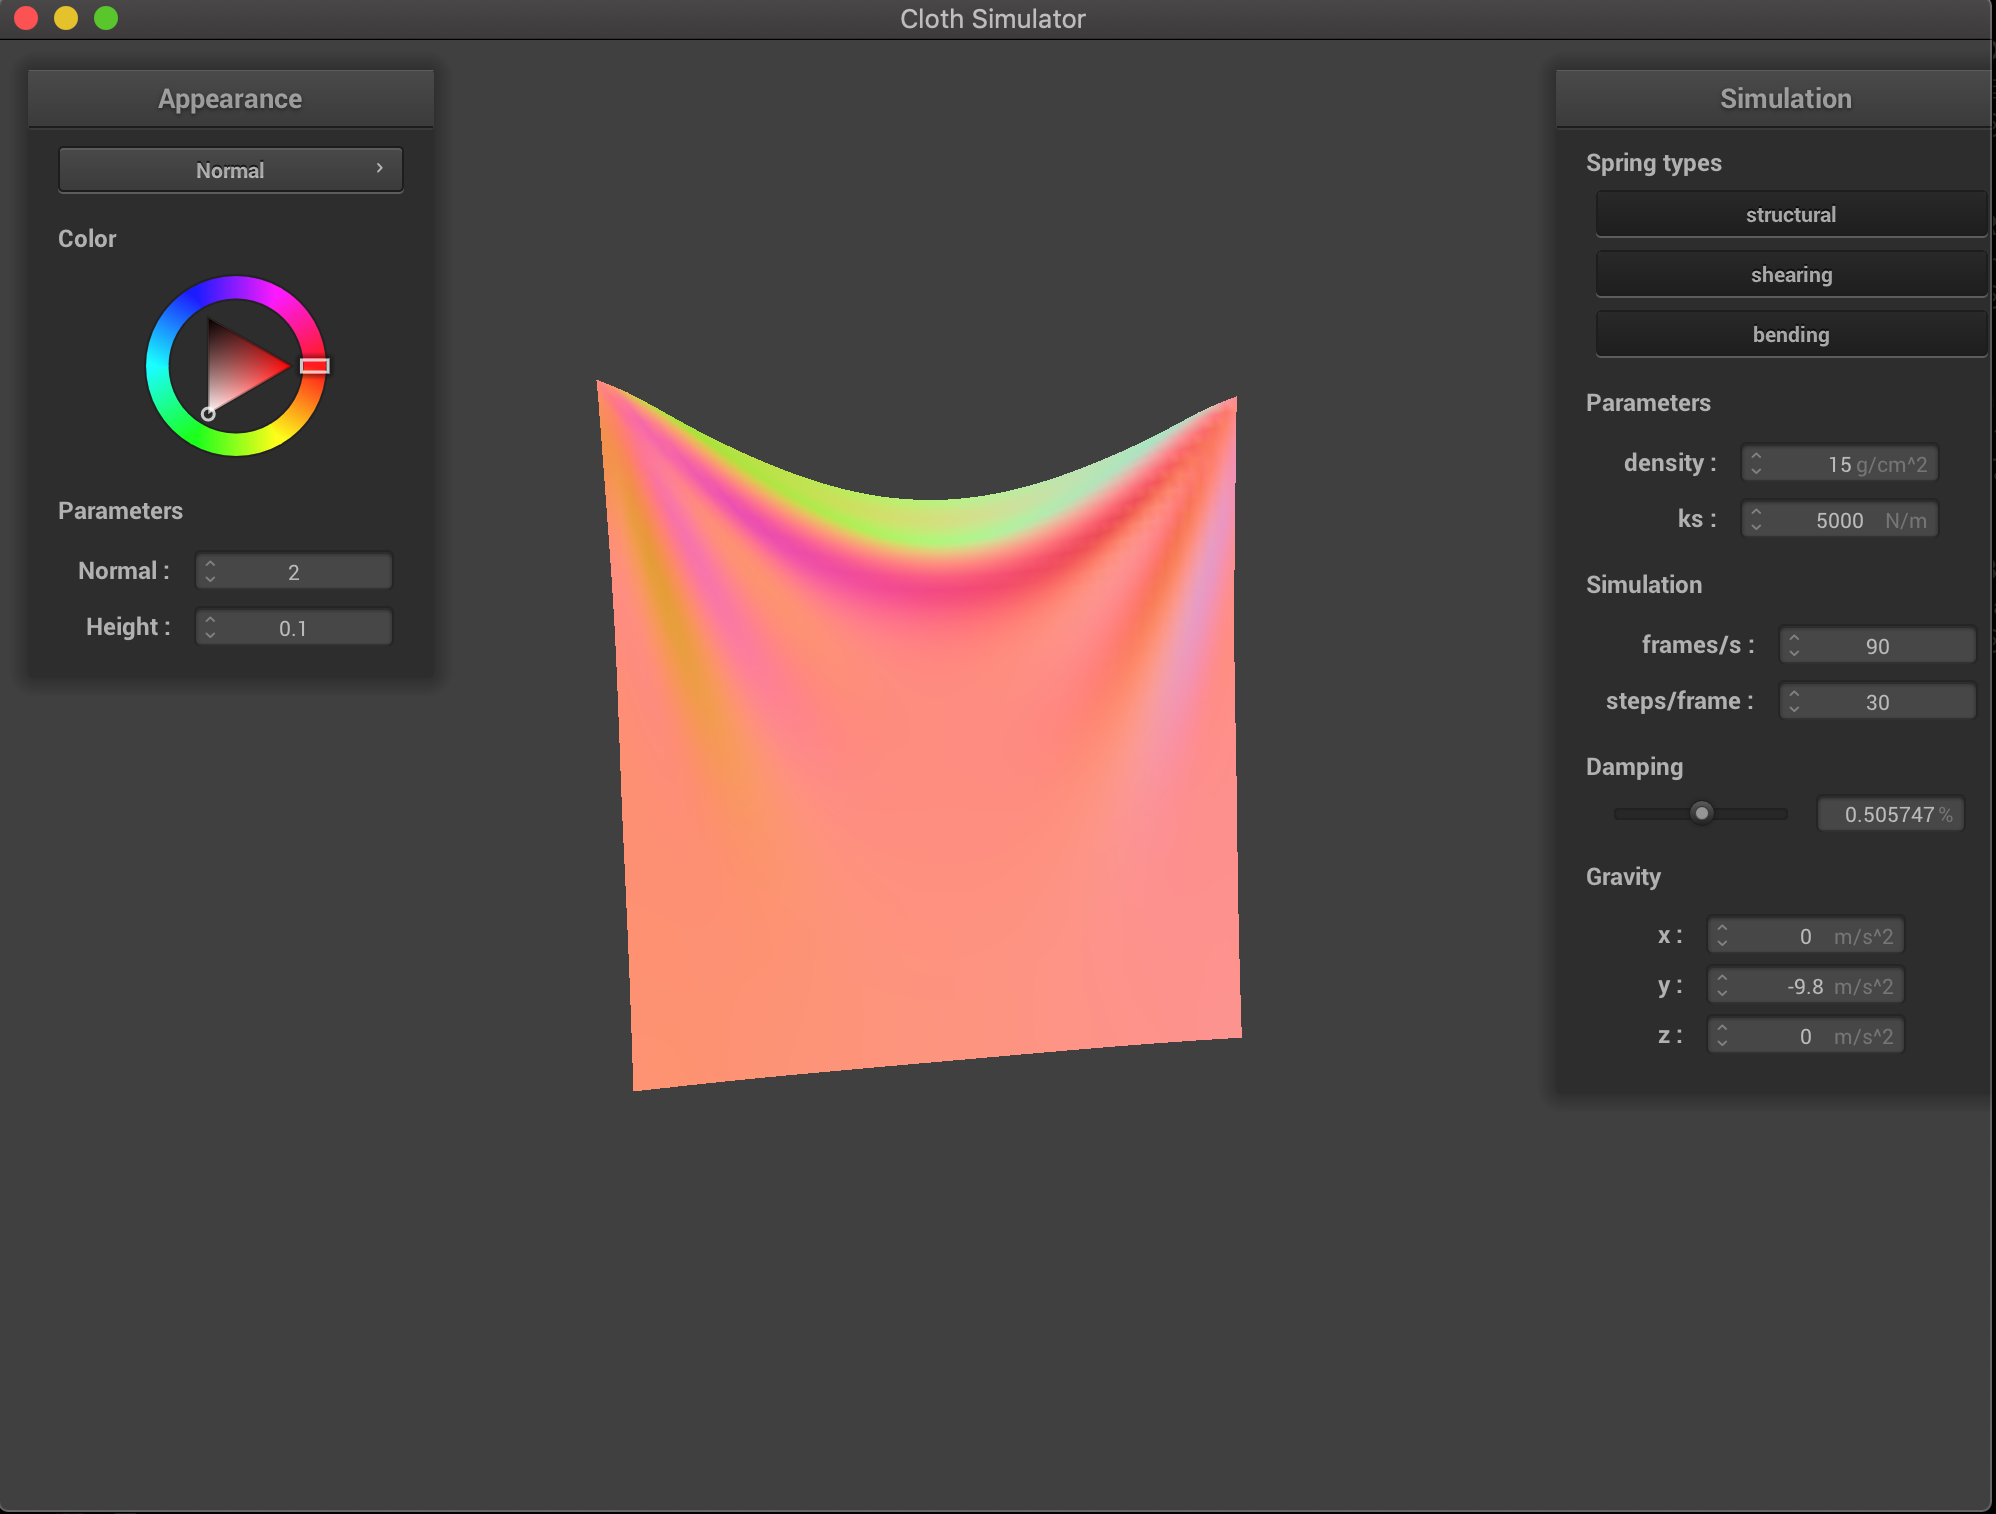 Cloth Simulator
Appearance
Normal
Color
Parameters
Normal : 2
Height : 0.1
Simulation
Spring types
structural
shearing
bending
Parameters
density : 15 g/cm^2
ks : 5000 N/m
Simulation
frames/s : 90
steps/frame : 30
Damping
0.505747 %
Gravity
x : 0 m/s^2
y : -9.8 m/s^2
z : 0 m/s^2